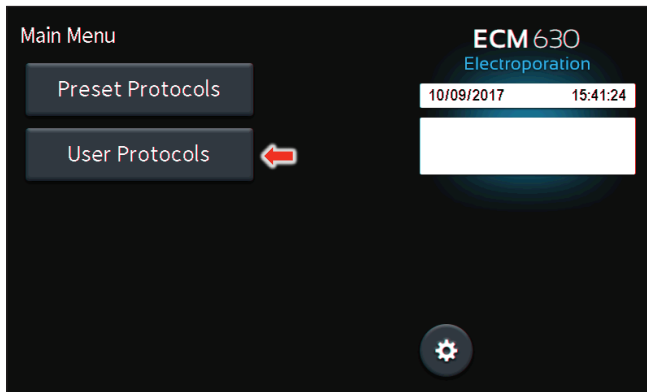 Main Menu
Preset Protocols
User Protocols
ECM 630
Electroporation
10/09/2017 15:41:24